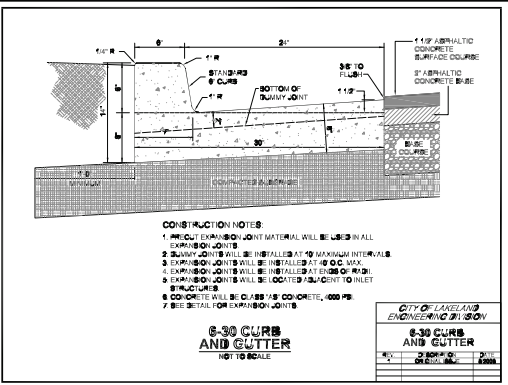 6"
24"
1/4" R
1" R
STANDARD
6" CURB
1" R
BOTTOM OF
DUMMY JOINT
3/8" TO
FLUSH
1 1/2"
1 1/2" ASPHALTIC
CONCRETE
SURFACE COURSE
2" ASPHALTIC
CONCRETE BASE
14"
30"
BASE
COURSE
MINIMUM
COMPACTED SUBGRADE
CONSTRUCTION NOTES:
1. PRECUT EXPANSION JOINT MATERIAL WILL BE USED IN ALL
EXPANSION JOINTS.
2. DUMMY JOINTS WILL BE INSTALLED AT 10' MAXIMUM INTERVALS.
3. EXPANSION JOINTS WILL BE INSTALLED AT 40' O.C. MAX.
4. EXPANSION JOINTS WILL BE INSTALLED AT ENDS OF RADII.
5. EXPANSION JOINTS WILL BE LOCATED ADJACENT TO INLET
STRUCTURES.
6. CONCRETE WILL BE CLASS "AS" CONCRETE, 4000 PSI.
7. SEE DETAIL FOR EXPANSION JOINTS.
6-30 CURB
AND GUTTER
NOT TO SCALE
CITY OF LAKELAND
ENGINEERING DIVISION
6-30 CURB
AND GUTTER
REV. DESCRIPTION DATE
1 ORIGINAL ISSUE